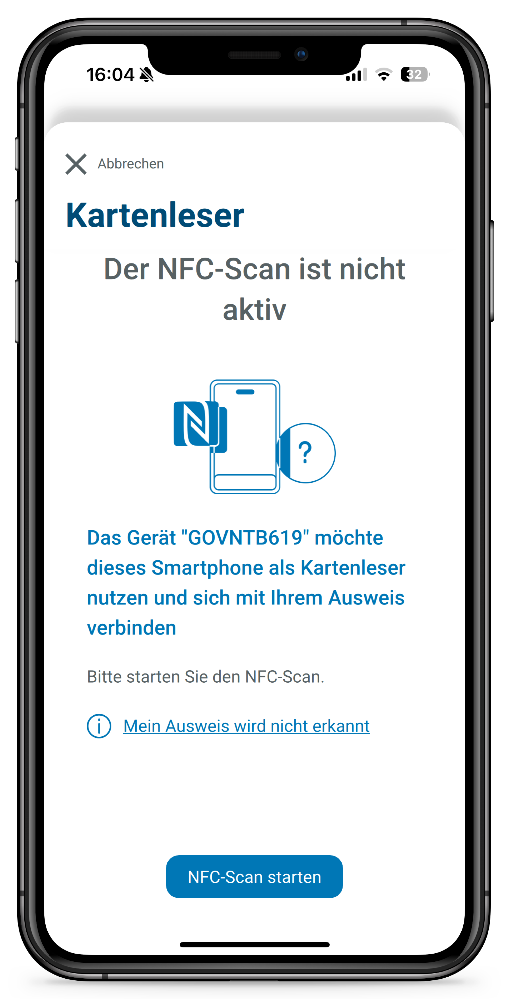 16:04
32
Abbrechen
Kartenleser
Der NFC-Scan ist nicht
aktiv
?
Das Gerät "GOVNTB619" möchte
dieses Smartphone als Kartenleser
nutzen und sich mit Ihrem Ausweis
verbinden
Bitte starten Sie den NFC-Scan.
Mein Ausweis wird nicht erkannt
NFC-Scan starten